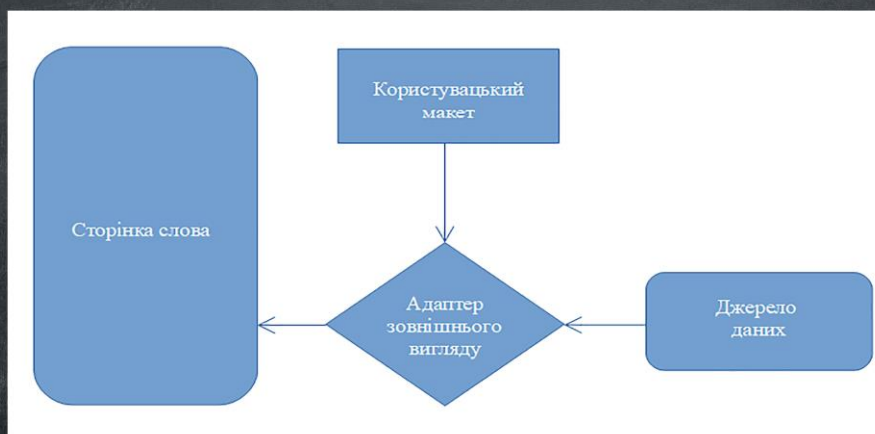 Користувацький
макет
Сторінка слова
Адаптер
зовнішнього
вигляду
Джерело
даних